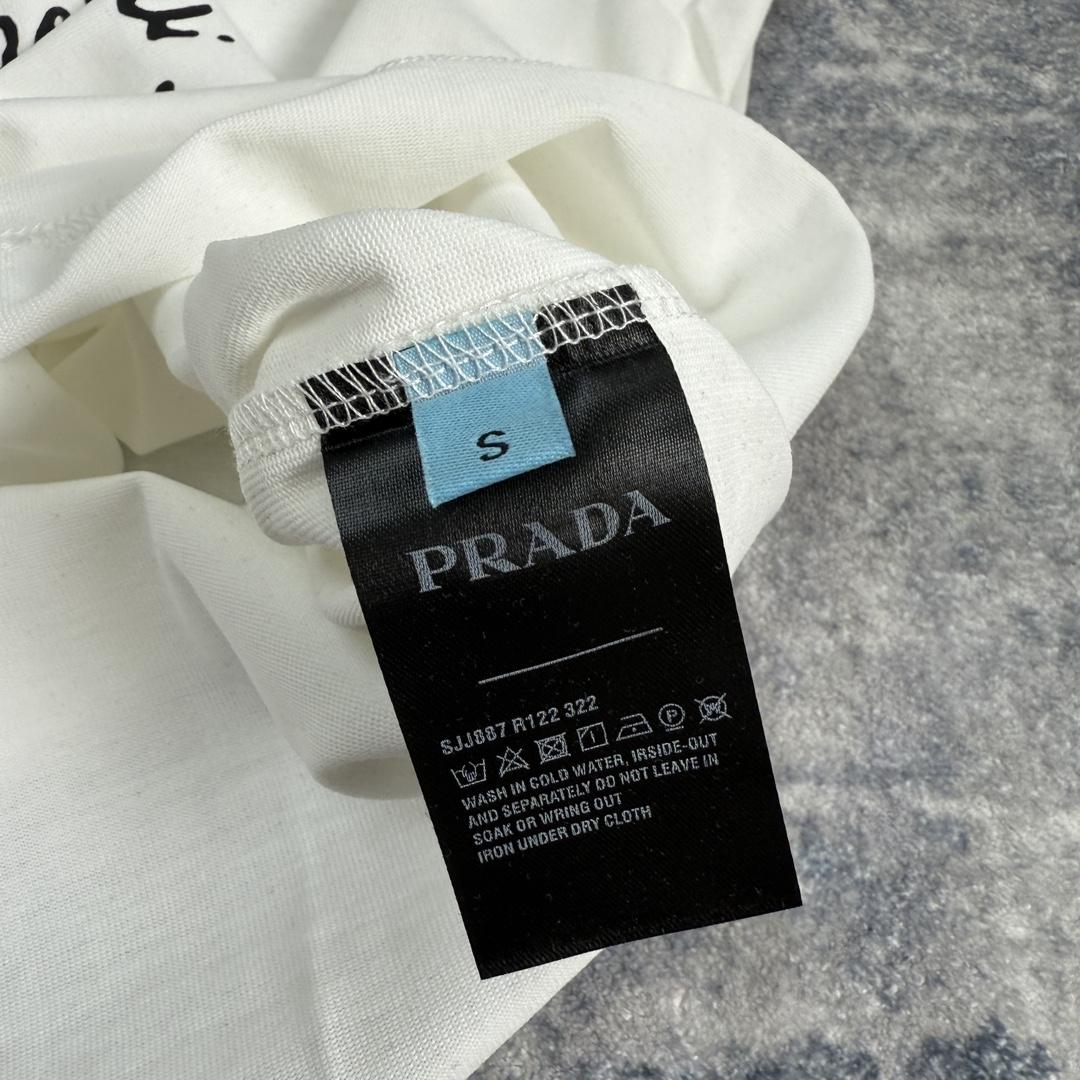 S
PRADA
SJJ887 R122 322
P
WASH IN COLD WATER, IRSIDE-OUT
AND SEPARATELY DO NOT LEAVE IN
SOAK OR WRING OUT
IRON UNDER DRY CLOTH